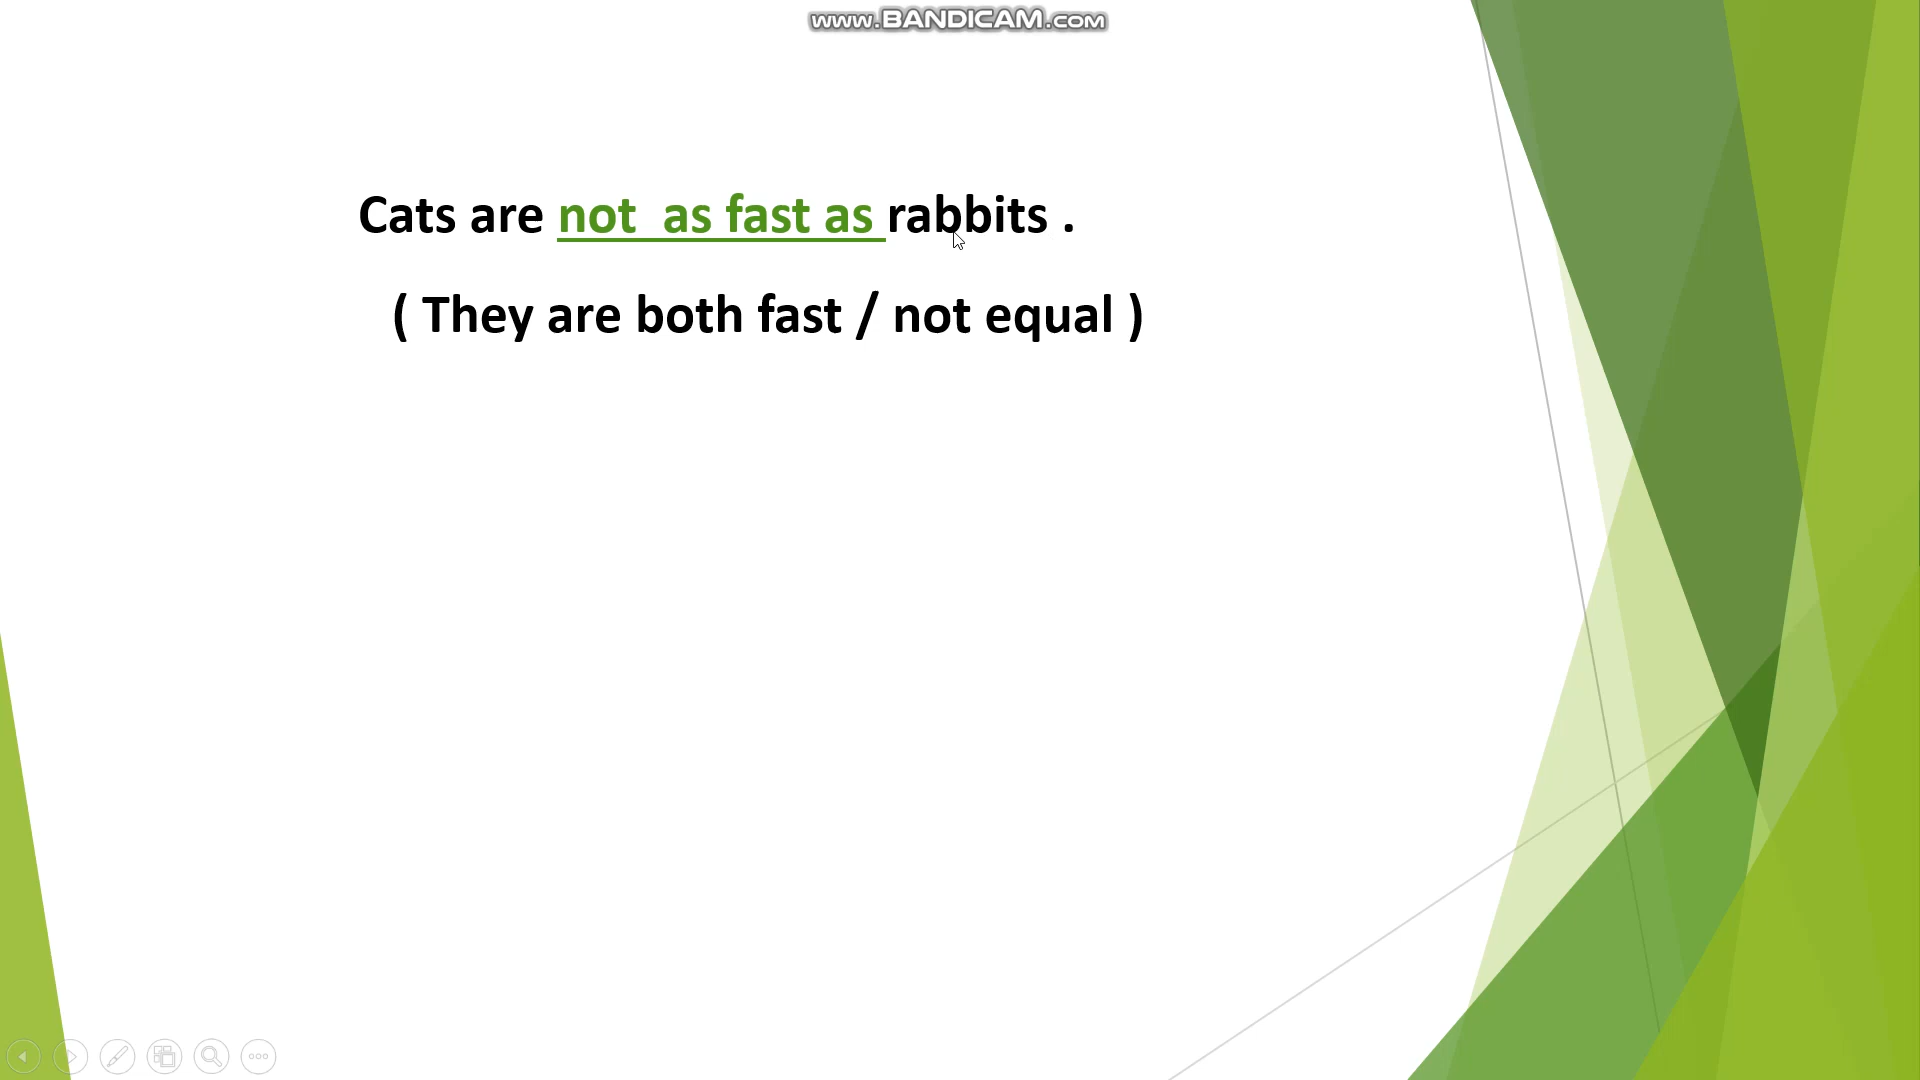 www.BANDICAM.com
Cats are not as fast as rabbits .
( They are both fast / not equal )